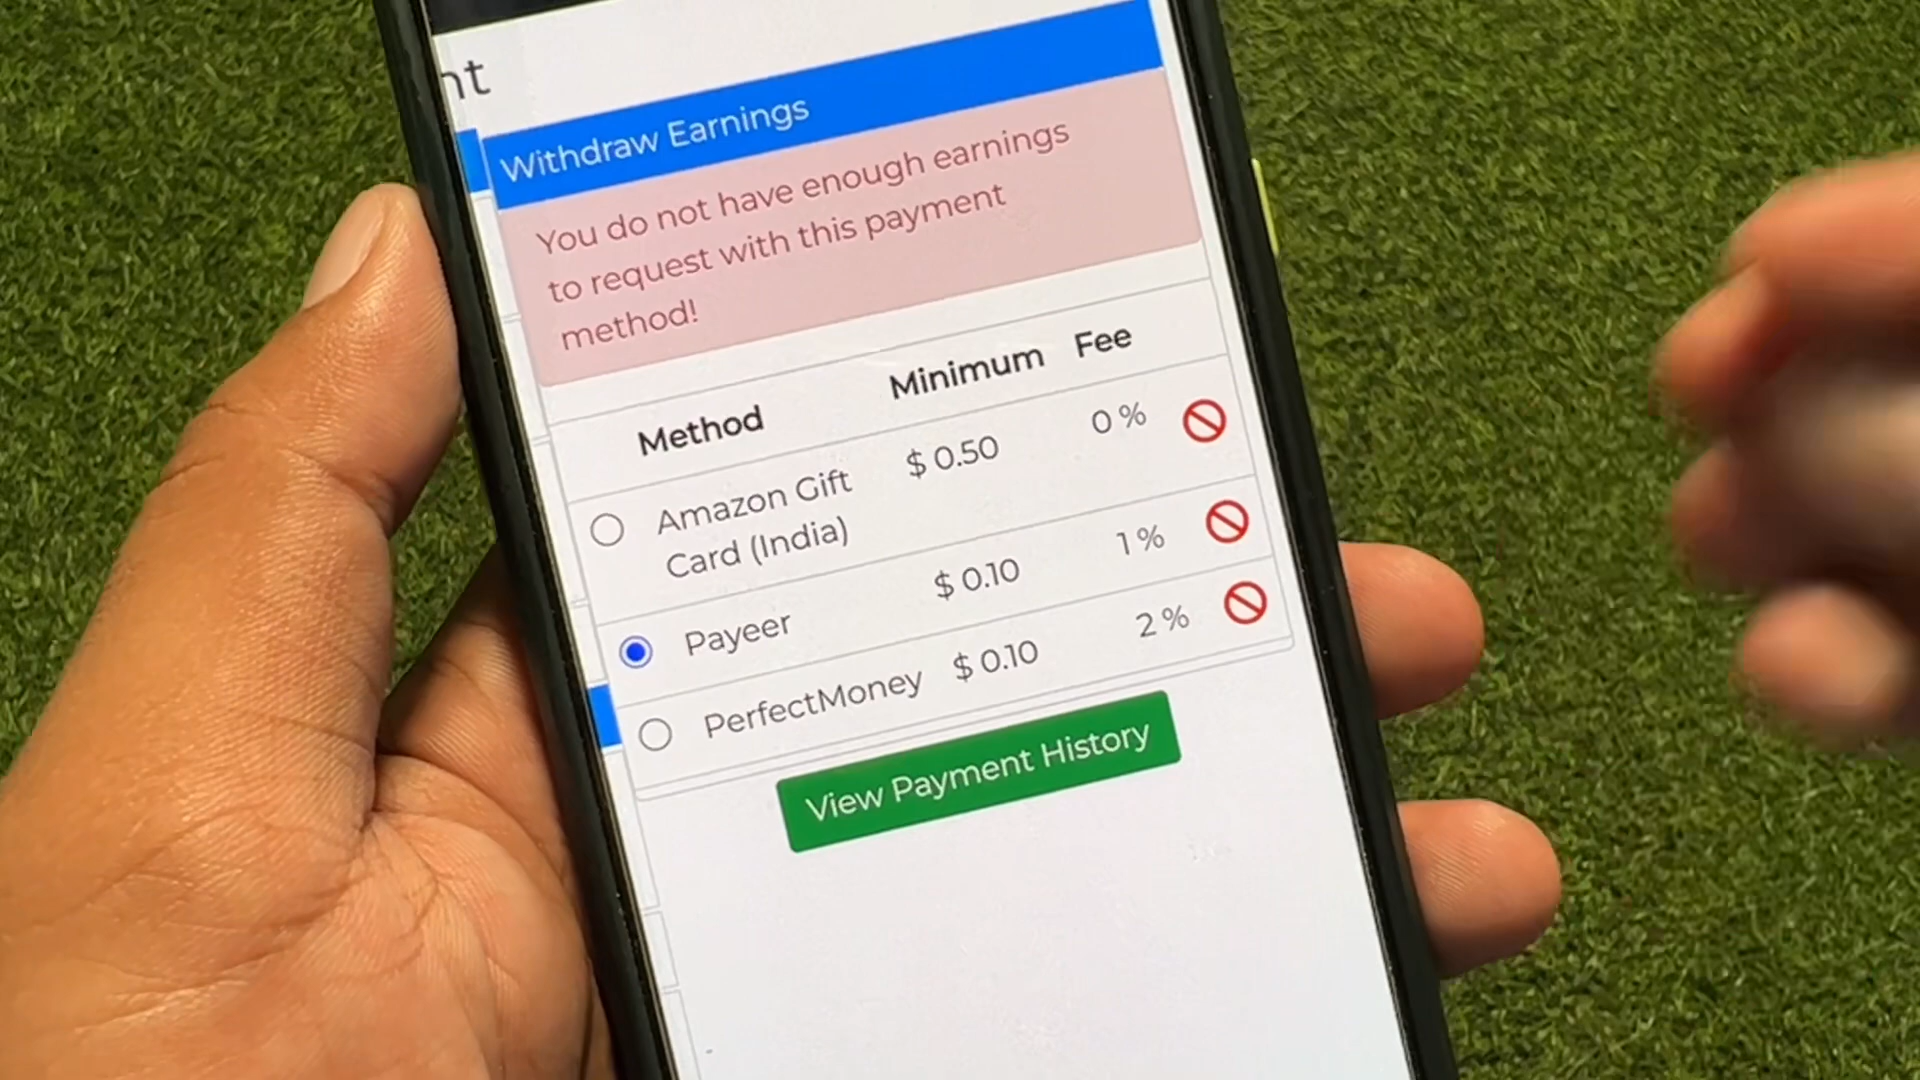 nt
Withdraw Earnings
You do not have enough earnings
to request with this payment
method!
Method Minimum Fee
Amazon Gift
Card (India) $ 0.50 0 %
Payeer $ 0.10 1 %
PerfectMoney $ 0.10 2 %
View Payment History